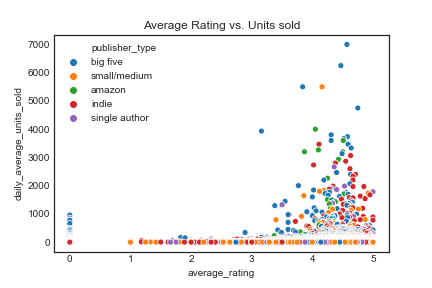 Average Rating vs. Units sold
7000
6000
5000
4000
3000
2000
1000
0
daily_average_units_sold
publisher_type
big five
small/medium
amazon
indie
single author
0 1 2 3 4 5
average_rating